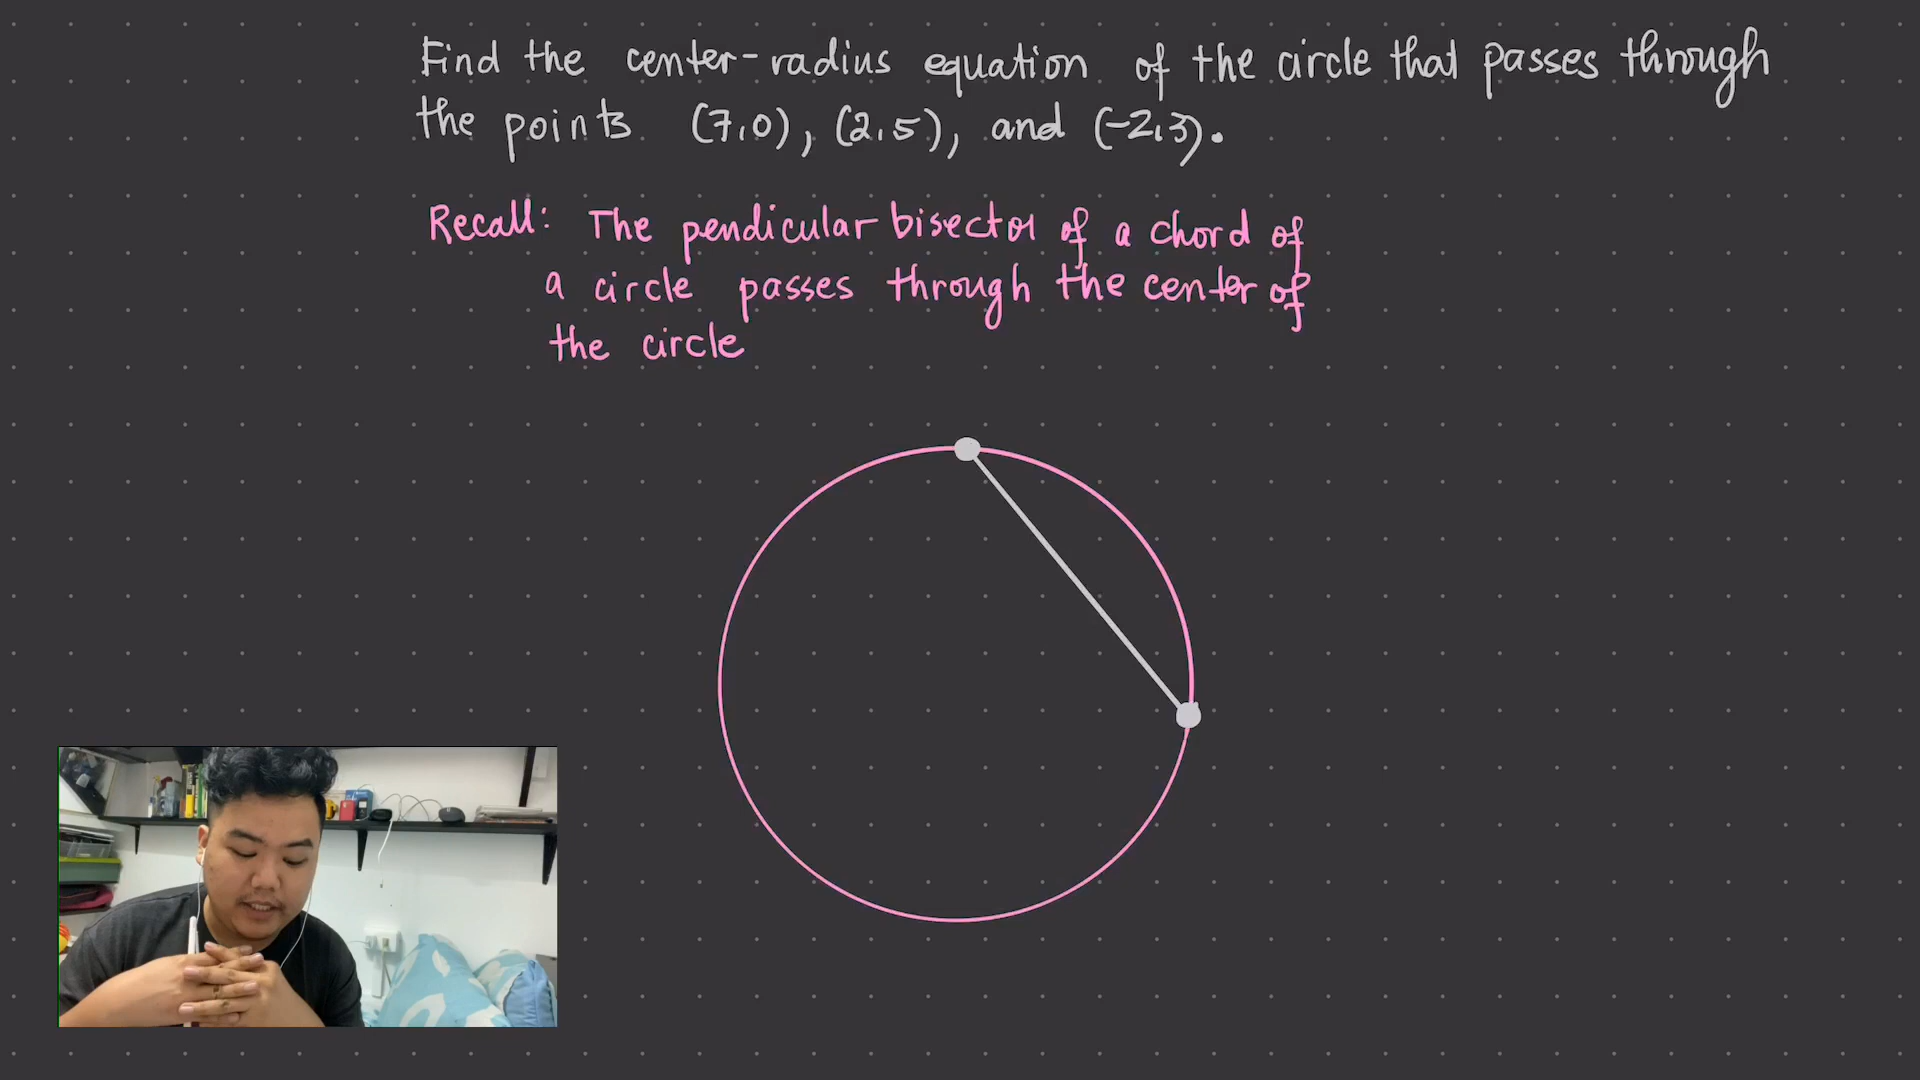 Find the center-radius equation of the circle that passes through
the points (7,0), (2,5), and (-2,3).
Recall: The pendicular bisector of a chord of
a circle passes through the center of
the circle